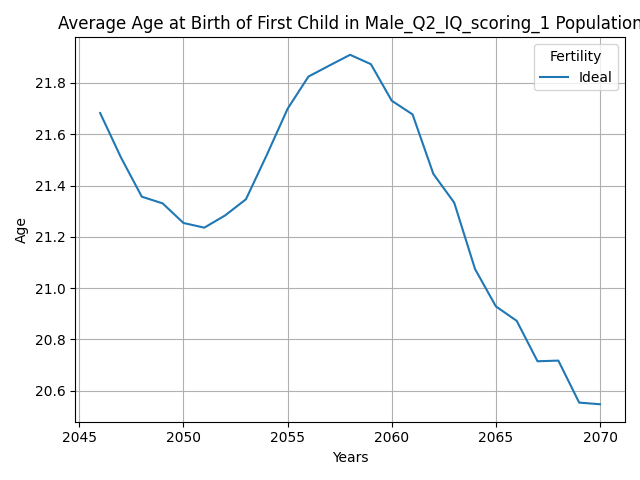 Average Age at Birth of First Child in Male_Q2_IQ_scoring_1 Population
Fertility
Ideal
21.8
21.6
21.4
21.2
21.0
20.8
20.6
Age
2045
2050
2055
2060
2065
2070
Years